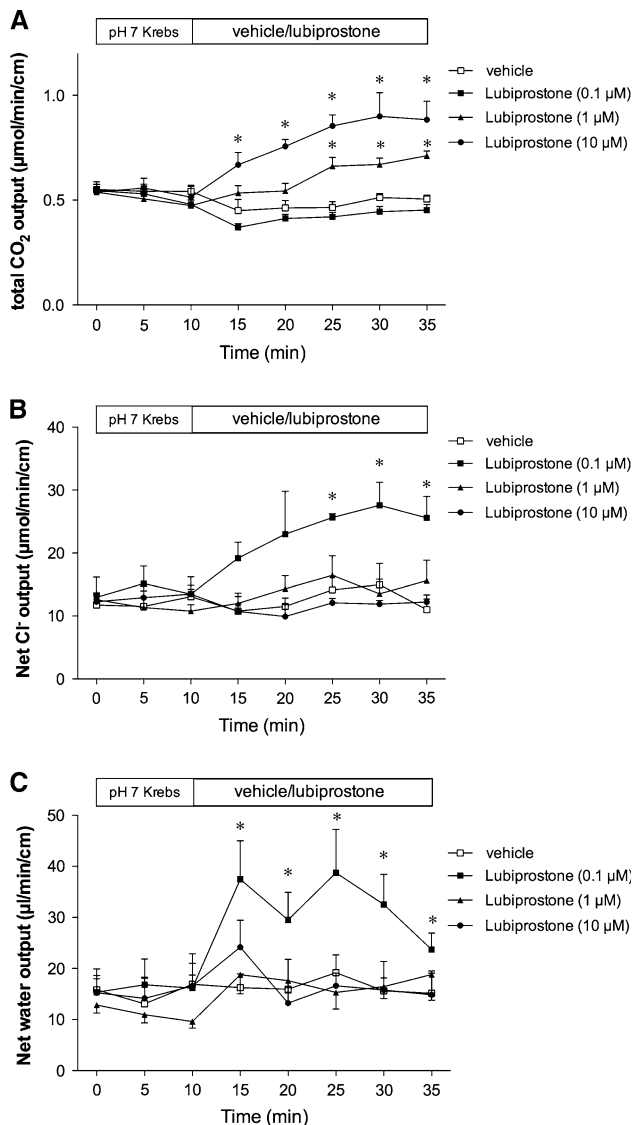 A
pH 7 Krebs
vehicle/lubiprostone
total CO2 output (µmol/min/cm)
1.0
0.5
0.0
* * * * *
* * *
vehicle
Lubiprostone (0.1 µM)
Lubiprostone (1 µM)
Lubiprostone (10 µM)
0 5 10 15 20 25 30 35
Time (min)
B
pH 7 Krebs
vehicle/lubiprostone
Net Cl- output (µmol/min/cm)
40
30
20
10
0
* * *
vehicle
Lubiprostone (0.1 µM)
Lubiprostone (1 µM)
Lubiprostone (10 µM)
0 5 10 15 20 25 30 35
Time (min)
C
pH 7 Krebs
vehicle/lubiprostone
Net water output (µl/min/cm)
50
40
30
20
10
0
* * * * *
vehicle
Lubiprostone (0.1 µM)
Lubiprostone (1 µM)
Lubiprostone (10 µM)
0 5 10 15 20 25 30 35
Time (min)